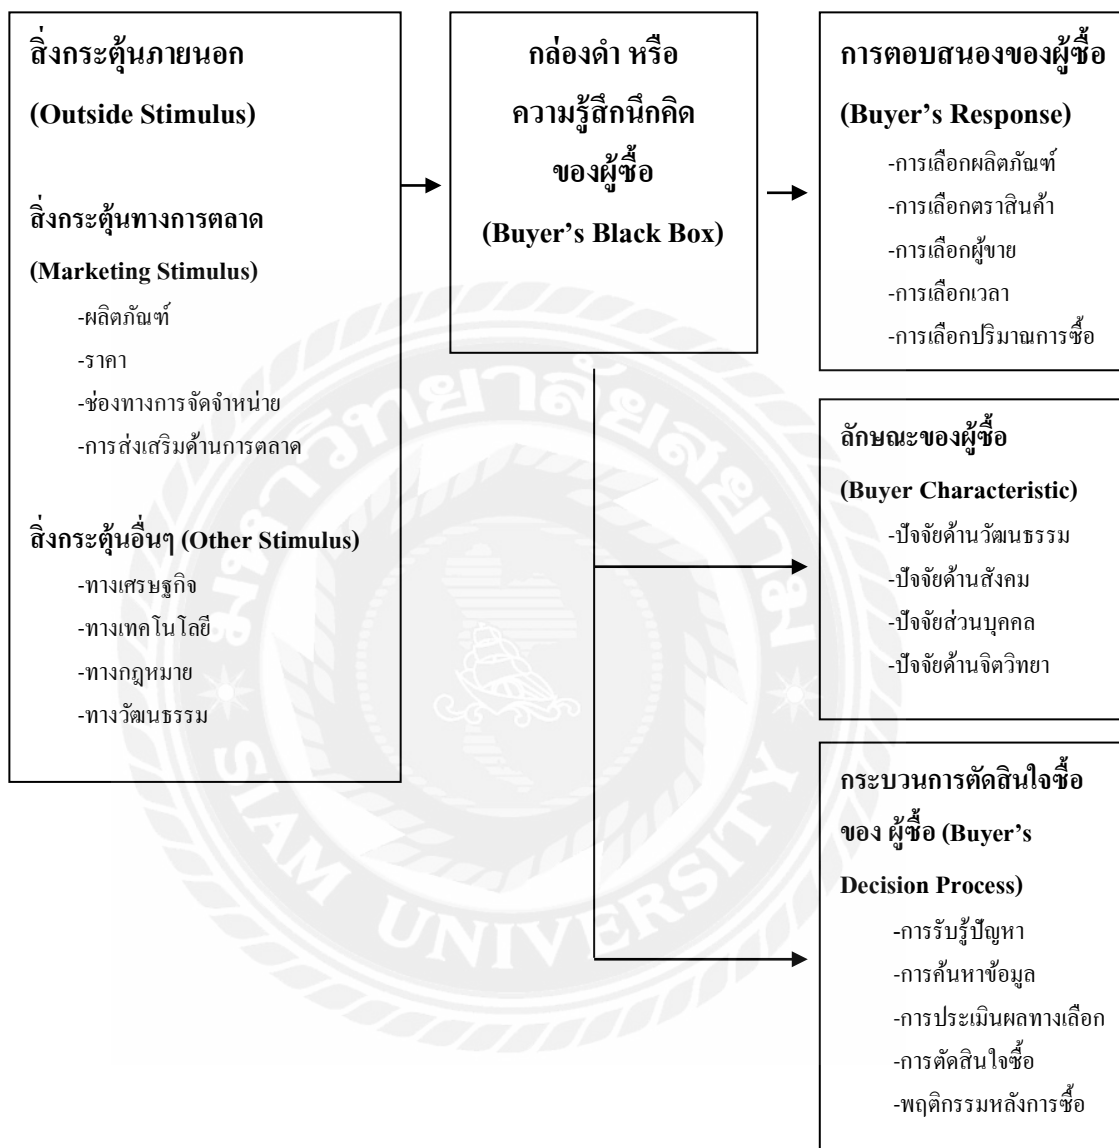 สิ่งกระตุ้นภายนอก
(Outside Stimulus)
สิ่งกระตุ้นทางการตลาด
(Marketing Stimulus)
-ผลิตภัณฑ์
-ราคา
-ช่องทางการจัดจำหน่าย
-การส่งเสริมด้านการตลาด
สิ่งกระตุ้นอื่นๆ (Other Stimulus)
-ทางเศรษฐกิจ
-ทางเทคโนโลยี
-ทางกฎหมาย
-ทางวัฒนธรรม
กล่องดำ หรือ
ความรู้สึกนึกคิด
ของผู้ซื้อ
(Buyer’s Black Box)
การตอบสนองของผู้ซื้อ
(Buyer’s Response)
-การเลือกผลิตภัณฑ์
-การเลือกตราสินค้า
-การเลือกผู้ขาย
-การเลือกเวลา
-การเลือกปริมาณการซื้อ
ลักษณะของผู้ซื้อ
(Buyer Characteristic)
-ปัจจัยด้านวัฒนธรรม
-ปัจจัยด้านสังคม
-ปัจจัยส่วนบุคคล
-ปัจจัยด้านจิตวิทยา
กระบวนการตัดสินใจซื้อ
ของ ผู้ซื้อ (Buyer’s
Decision Process)
-การรับรู้ปัญหา
-การค้นหาข้อมูล
-การประเมินผลทางเลือก
-การตัดสินใจซื้อ
-พฤติกรรมหลังการซื้อ
มหาวิทยาลัยสยาม
SIAM UNIVERSITY